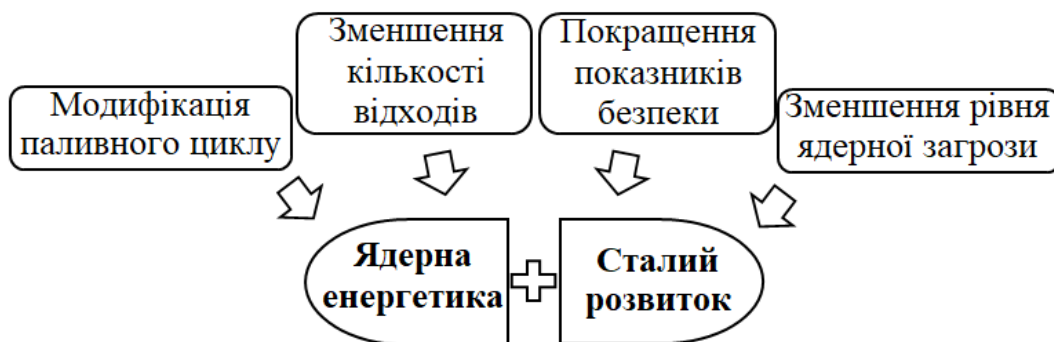 Модифікація
паливного циклу
Зменшення
кількості
відходів
Покращення
показників
безпеки
Зменшення рівня
ядерної загрози
Ядерна
енергетика
Сталий
розвиток